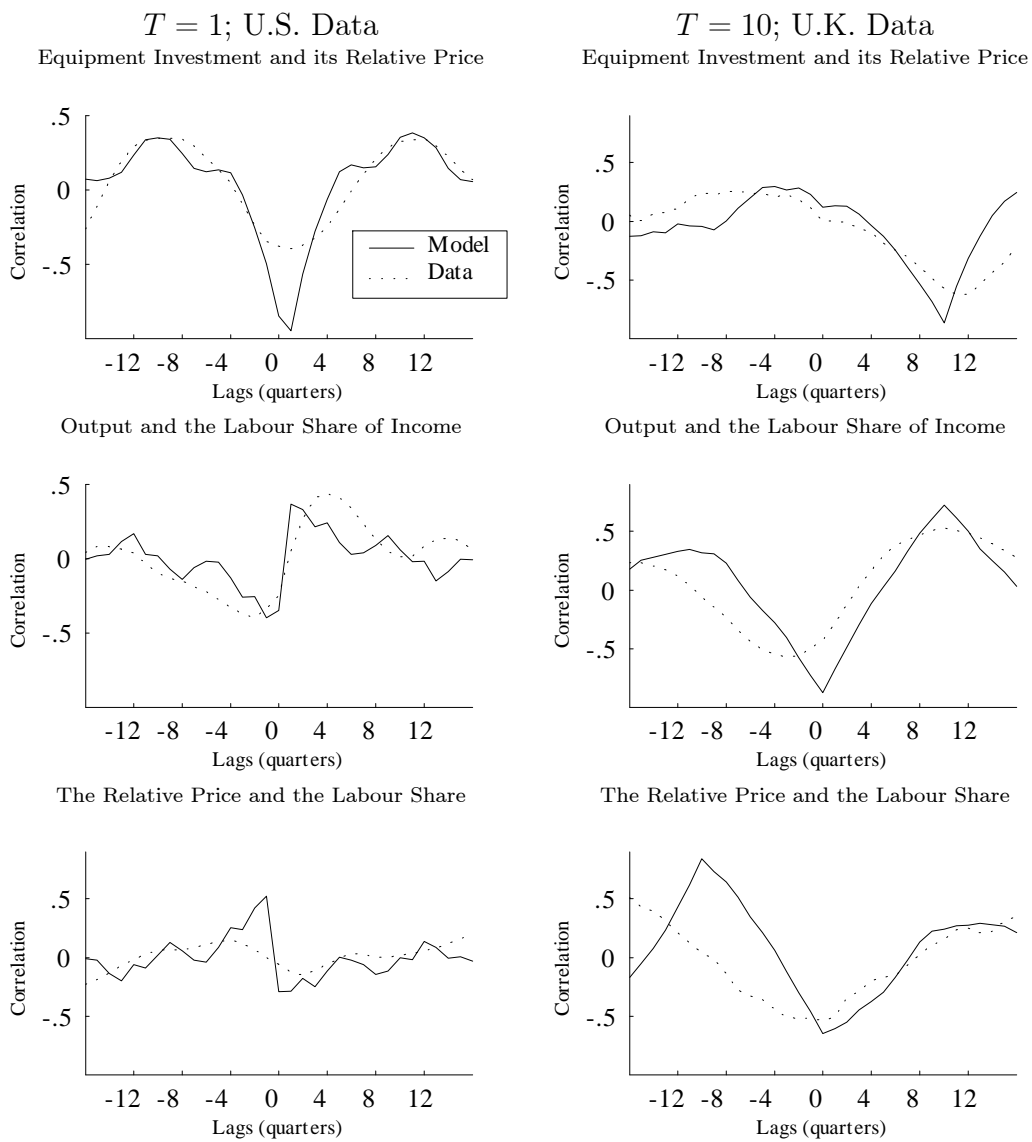 T = 1; U.S. Data
Equipment Investment and its Relative Price
.5
0
-.5
Correlation
Model
Data
-12 -8 -4 0 4 8 12
Lags (quarters)
Output and the Labour Share of Income
.5
0
-.5
Correlation
-12 -8 -4 0 4 8 12
Lags (quarters)
The Relative Price and the Labour Share
.5
0
-.5
Correlation
-12 -8 -4 0 4 8 12
Lags (quarters)
T = 10; U.K. Data
Equipment Investment and its Relative Price
.5
0
-.5
Correlation
-12 -8 -4 0 4 8 12
Lags (quarters)
Output and the Labour Share of Income
.5
0
-.5
Correlation
-12 -8 -4 0 4 8 12
Lags (quarters)
The Relative Price and the Labour Share
.5
0
-.5
Correlation
-12 -8 -4 0 4 8 12
Lags (quarters)